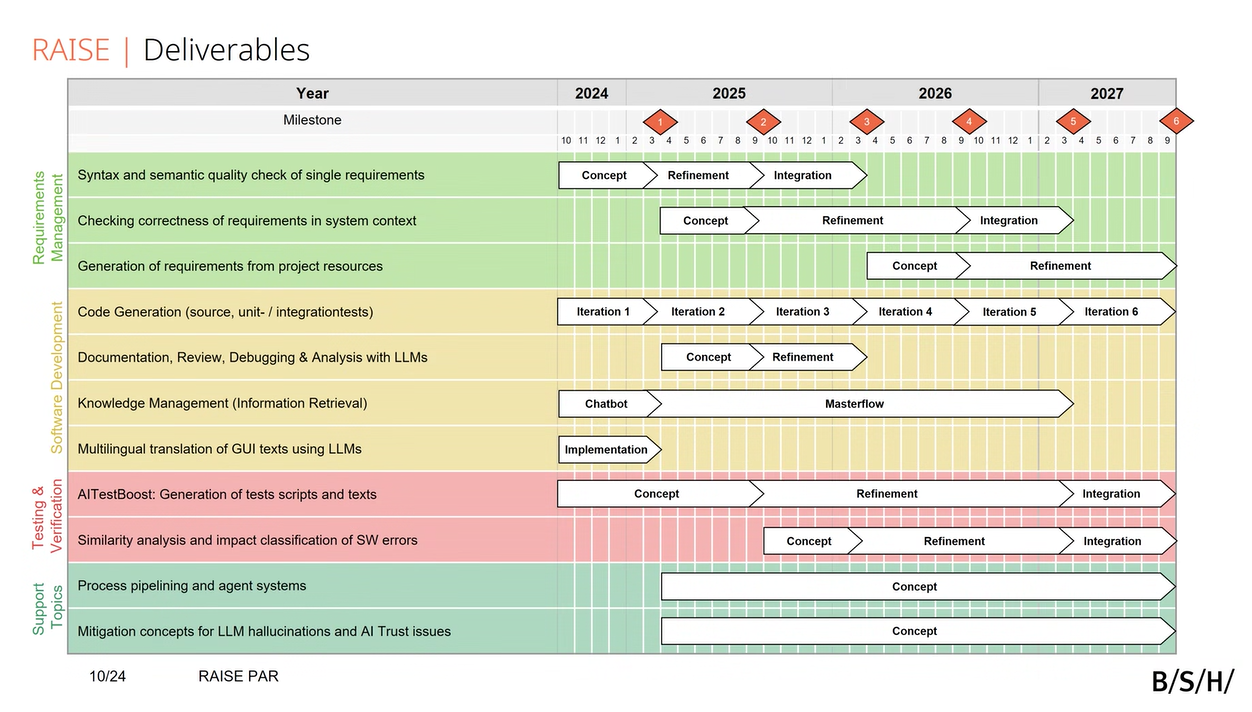 RAISE | Deliverables
Year 2024 2025 2026 2027
Milestone 1 2 3 4 5 6
10 11 12 1 2 3 4 5 6 7 8 9 10 11 12 1 2 3 4 5 6 7 8 9 10 11 12 1 2 3 4 5 6 7 8 9
Requirements
Management
Syntax and semantic quality check of single requirements Concept Refinement Integration
Checking correctness of requirements in system context Concept Refinement Integration
Generation of requirements from project resources Concept Refinement
Software Development
Code Generation (source, unit- / integrationtests) Iteration 1 Iteration 2 Iteration 3 Iteration 4 Iteration 5 Iteration 6
Documentation, Review, Debugging & Analysis with LLMs Concept Refinement
Knowledge Management (Information Retrieval) Chatbot Masterflow
Multilingual translation of GUI texts using LLMs Implementation
Testing &
Verification
AITestBoost: Generation of tests scripts and texts Concept Refinement Integration
Similarity analysis and impact classification of SW errors Concept Refinement Integration
Support
Topics
Process pipelining and agent systems Concept
Mitigation concepts for LLM hallucinations and AI Trust issues Concept
10/24 RAISE PAR B/S/H/